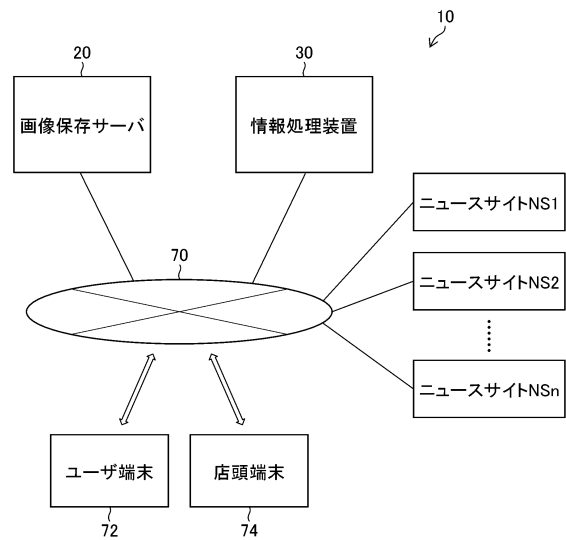 10
20
30
画像保存サーバ
情報処理装置
ニュースサイトNS1
70
ニュースサイトNS2
ニュースサイトNSn
ユーザ端末
店頭端末
72
74